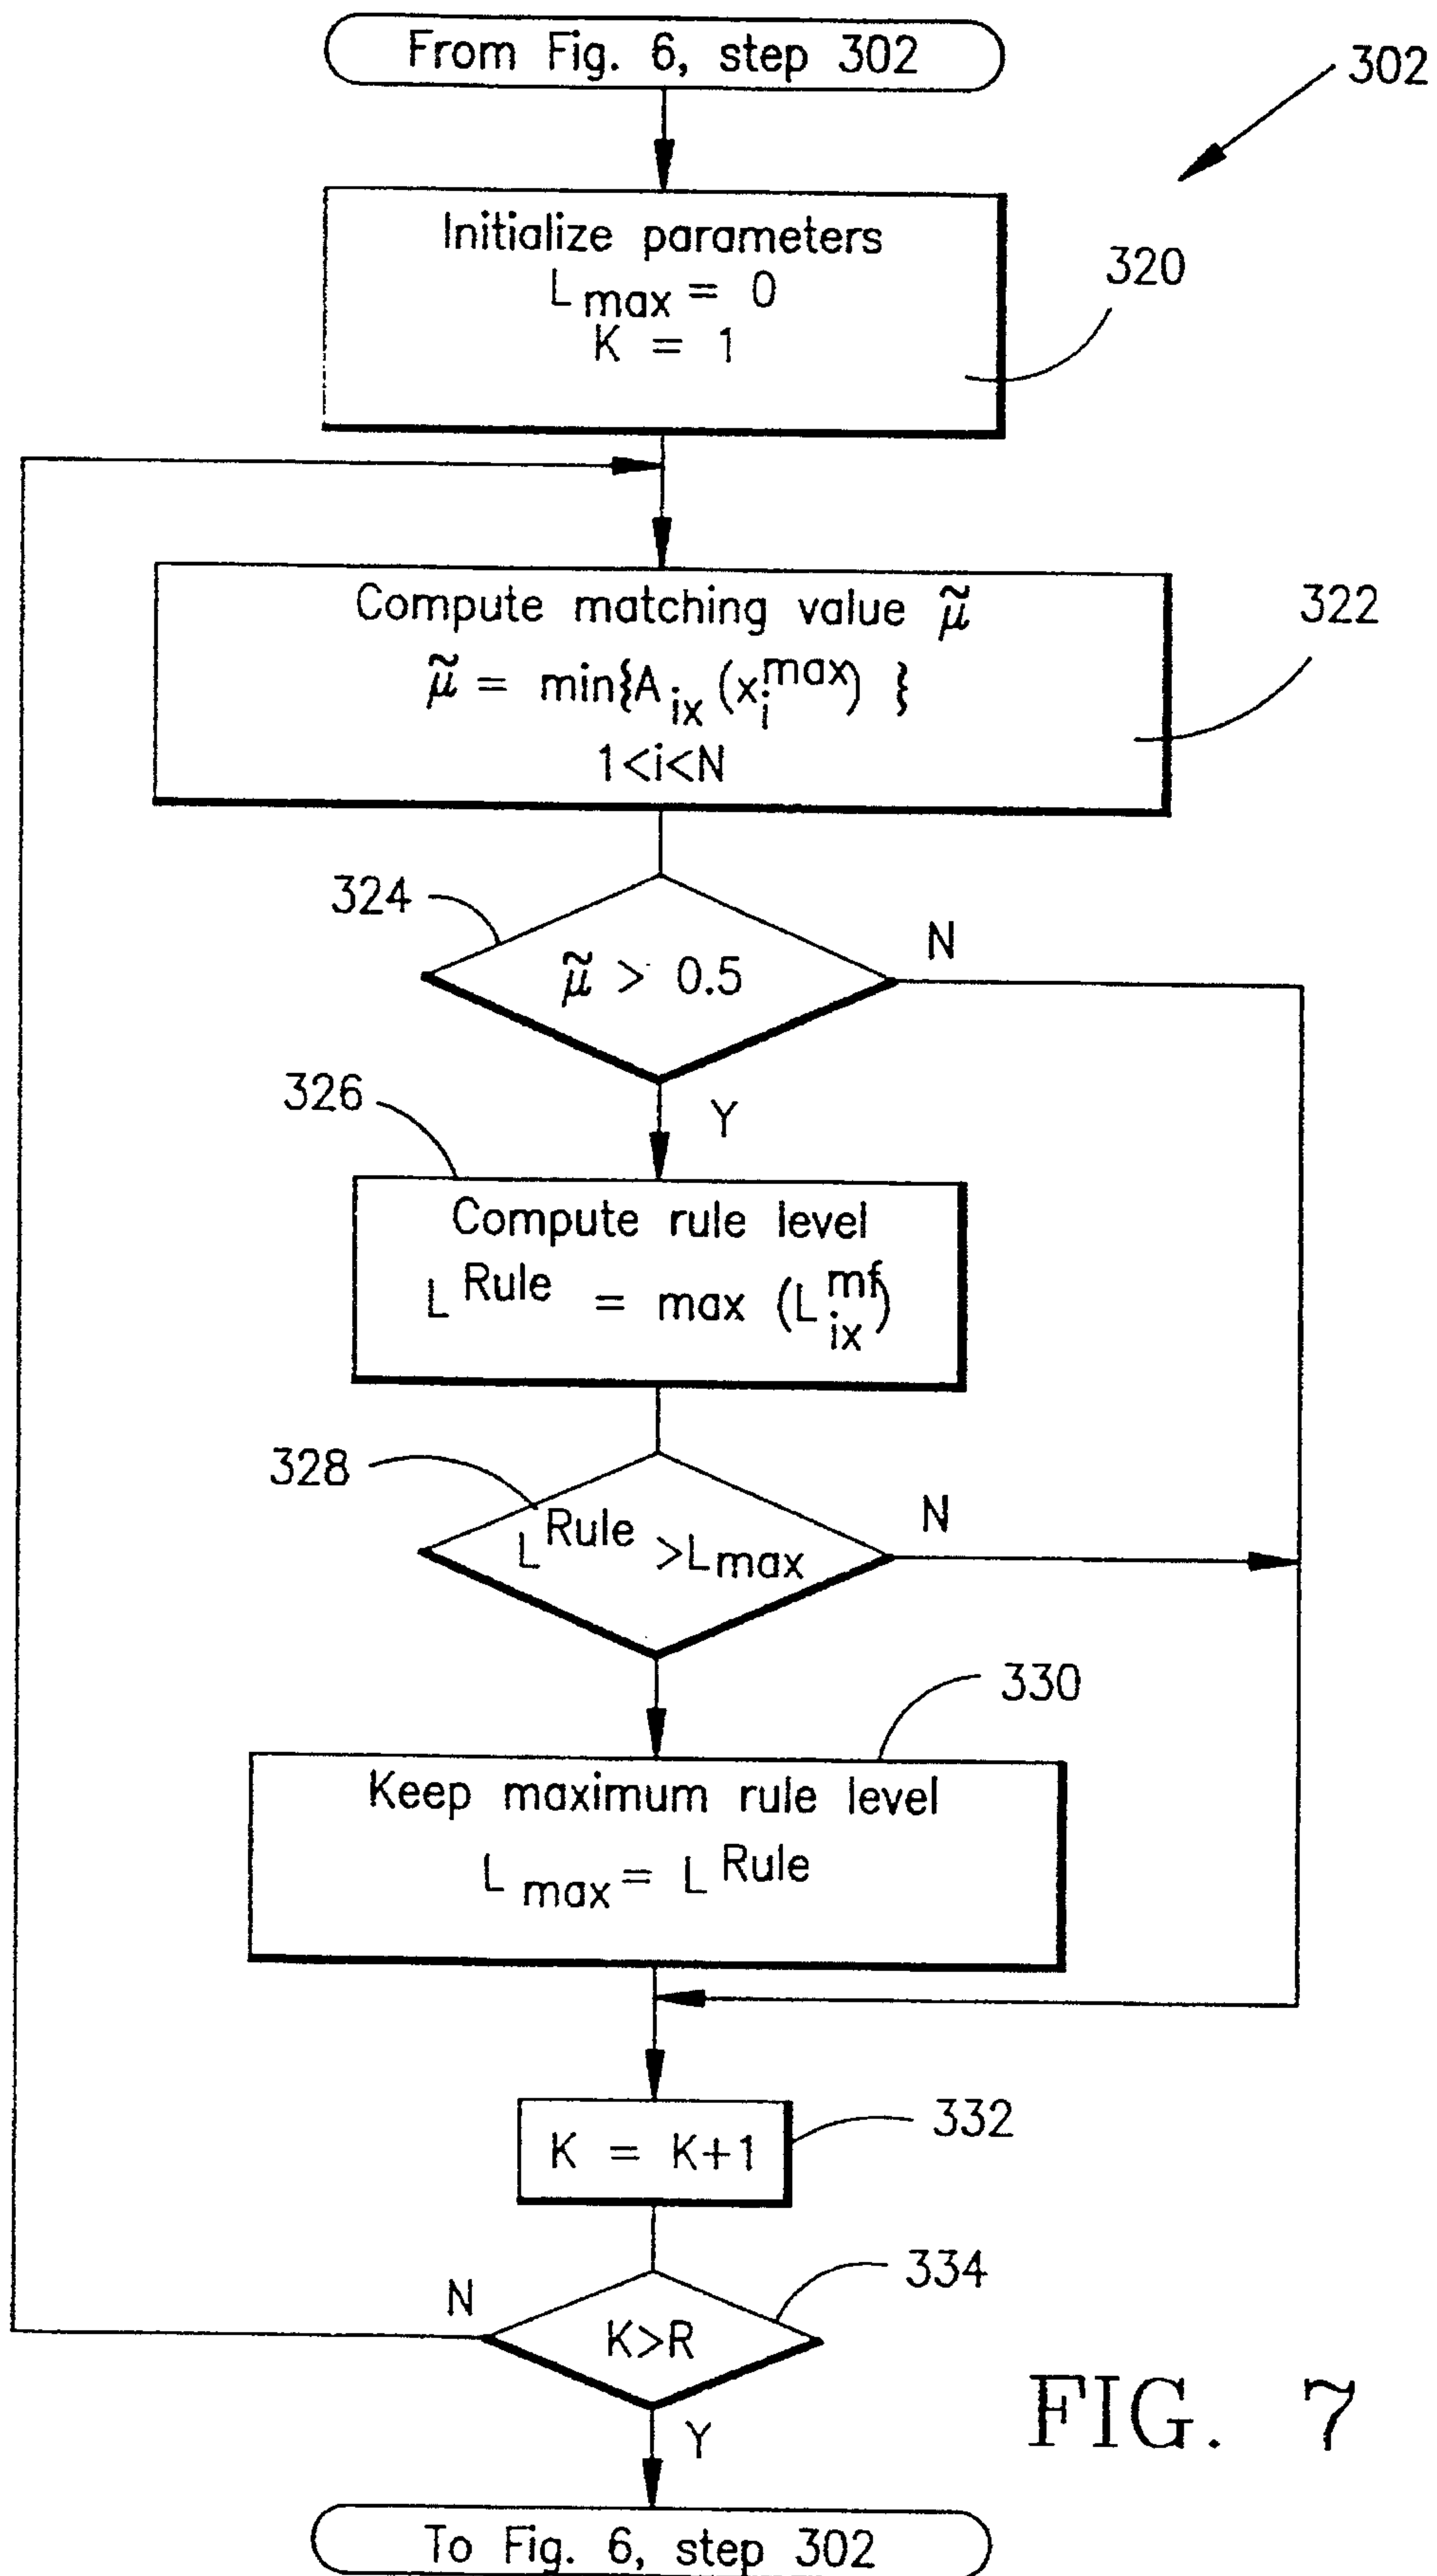 From Fig. 6, step 302
302
Initialize parameters
L max = 0
K = 1
320
Compute matching value μ̃
μ̃ = min{A ix (x i max) }
1<i<N
322
324
μ̃ > 0.5
N
Y
326
Compute rule level
L Rule = max (L ix mf)
328
L Rule >L max
N
330
Keep maximum rule level
L max = L Rule
K = K+1
332
334
N
K>R
Y
FIG. 7
To Fig. 6, step 302